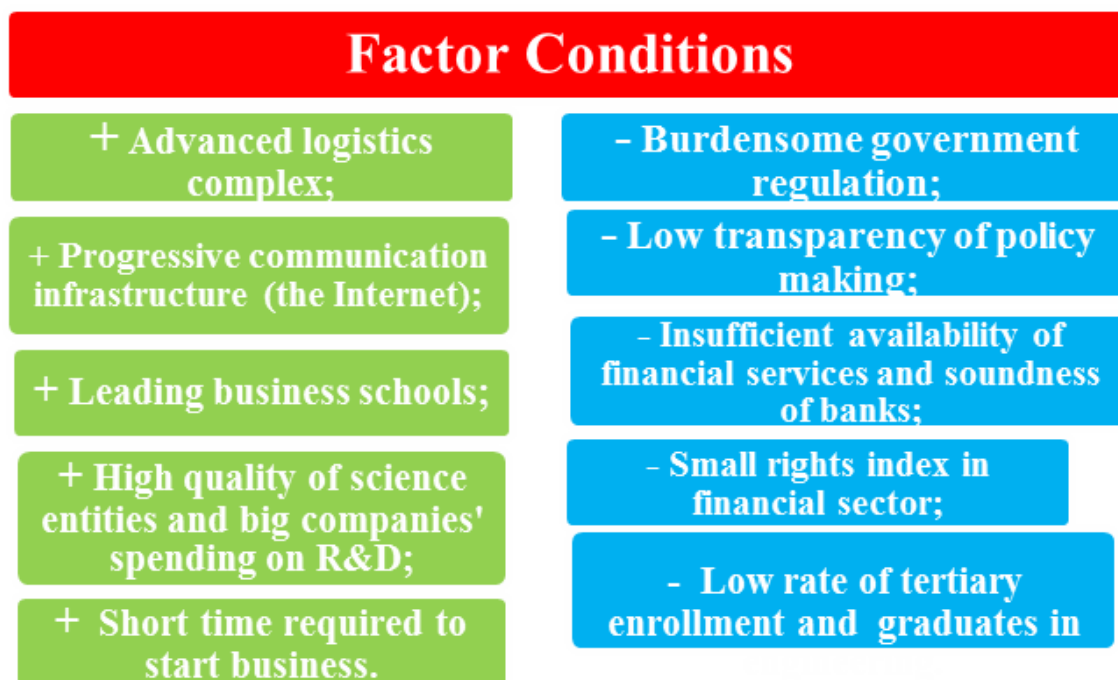 Factor Conditions
+ Advanced logistics
complex;
+ Progressive communication
infrastructure (the Internet);
+ Leading business schools;
+ High quality of science
entities and big companies'
spending on R&D;
+ Short time required to
start business.
- Burdensome government
regulation;
- Low transparency of policy
making;
- Insufficient availability of
financial services and soundness
of banks;
- Small rights index in
financial sector;
- Low rate of tertiary
enrollment and graduates in